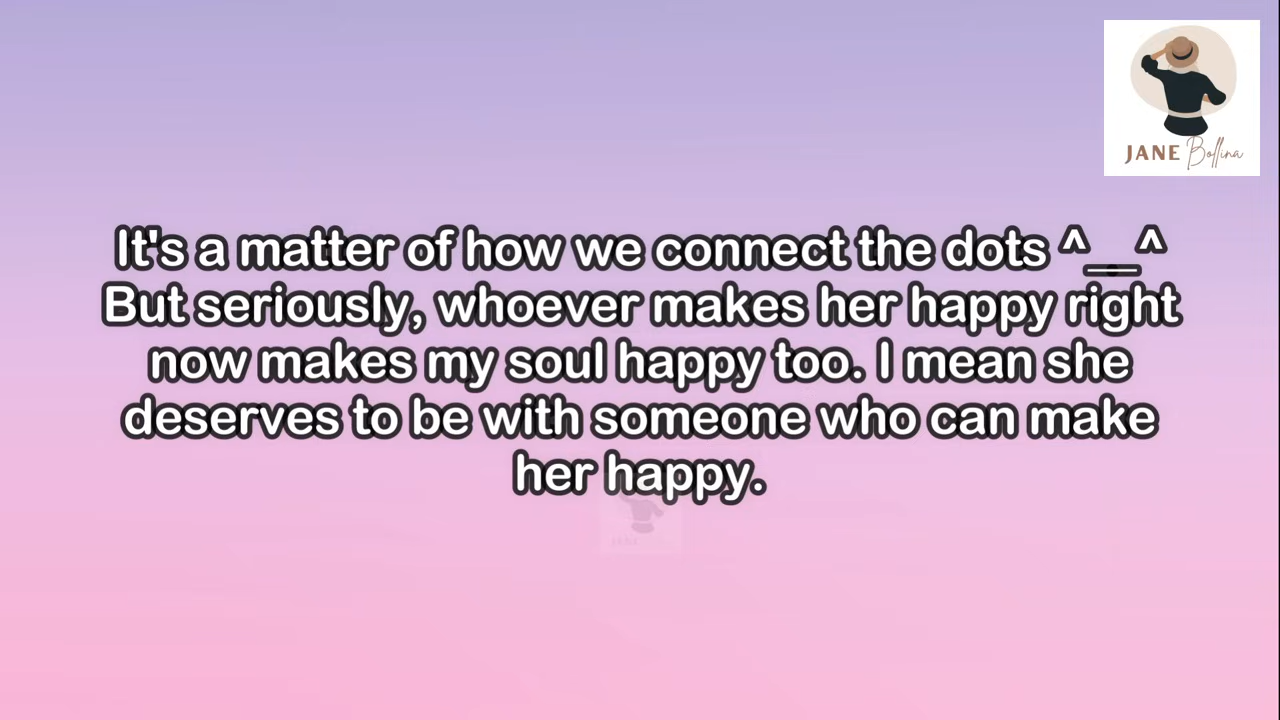 JANE Bollina
It's a matter of how we connect the dots ^__^
But seriously, whoever makes her happy right
now makes my soul happy too. I mean she
deserves to be with someone who can make
her happy.
JANE